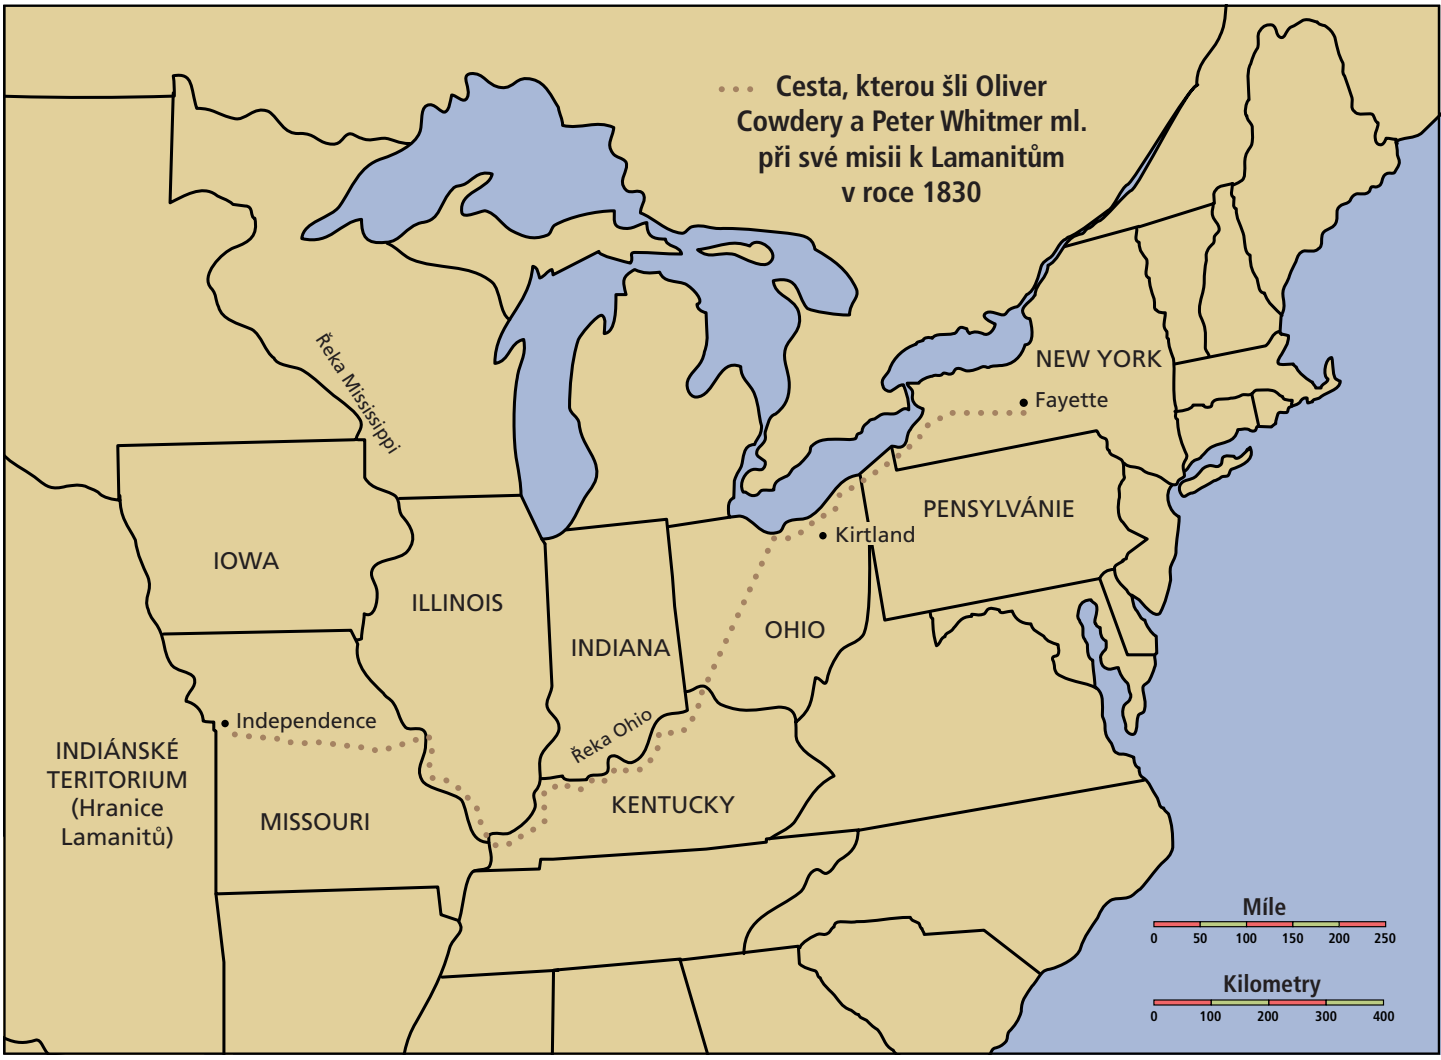 Cesta, kterou šli Oliver
Cowdery a Peter Whitmer ml.
při své misii k Lamanitům
v roce 1830
Řeka Mississippi
NEW YORK
Fayette
PENSYLVÁNIE
Kirtland
IOWA
ILLINOIS
INDIANA
OHIO
Independence
Řeka Ohio
INDIÁNSKÉ
TERITORIUM
(Hranice
Lamanitů)
MISSOURI
KENTUCKY
Míle
0 50 100 150 200 250
Kilometry
0 100 200 300 400